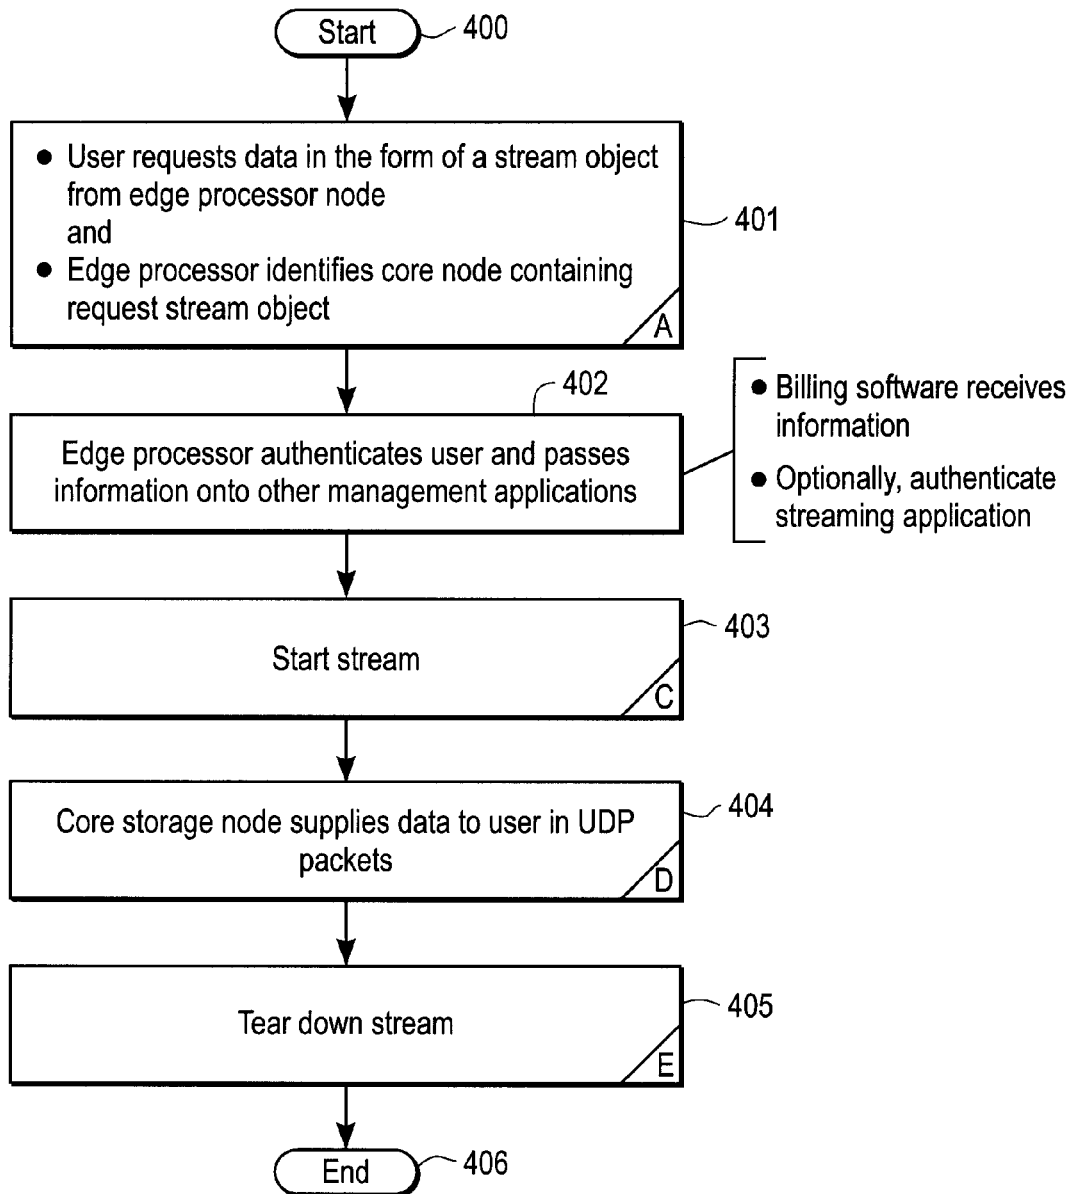 Start
400
● User requests data in the form of a stream object
from edge processor node
and
● Edge processor identifies core node containing
request stream object
A
401
402
Edge processor authenticates user and passes
information onto other management applications
● Billing software receives
information
● Optionally, authenticate
streaming application
Start stream
C
403
Core storage node supplies data to user in UDP
packets
D
404
Tear down stream
E
405
End
406